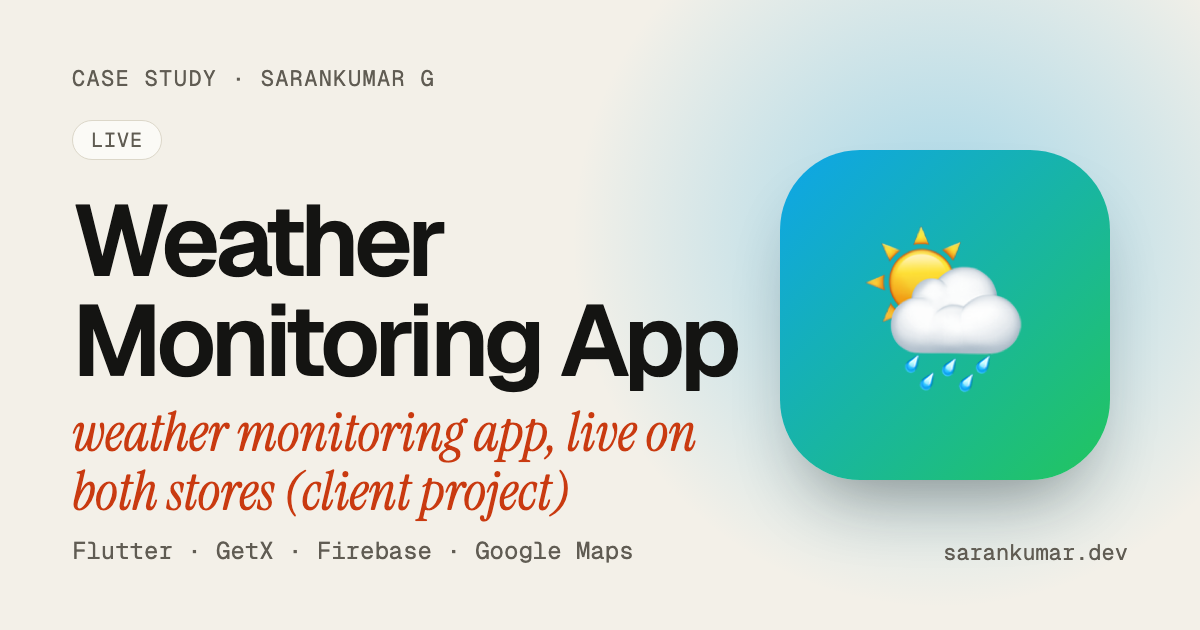 CASE STUDY · SARANKUMAR G
LIVE
Weather
Monitoring App
weather monitoring app, live on
both stores (client project)
Flutter · GetX · Firebase · Google Maps
sarankumar.dev